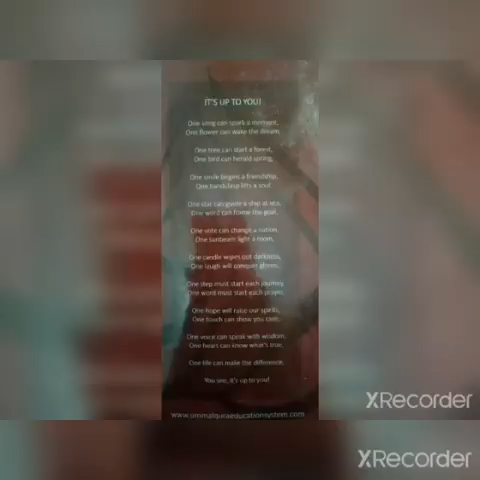 IT'S UP TO YOU!
One song can spark a moment,
One flower can wake the dream,
One tree can start a forest,
One bird can herald spring,
One smile begins a friendship,
One handclasp lifts a soul.
One star can guide a ship at sea,
One word can frame the goal.
One vote can change a nation,
One sunbeam light a room,
One candle wipes out darkness,
One laugh will conquer gloom,
One step must start each journey
One word must start each prayer,
One hope will raise our spirits,
One touch can show you care,
One voice can speak with wisdom,
One heart can know what's true,
One life can make the difference,
You see, it's up to you!
XRecorder
XRecorder